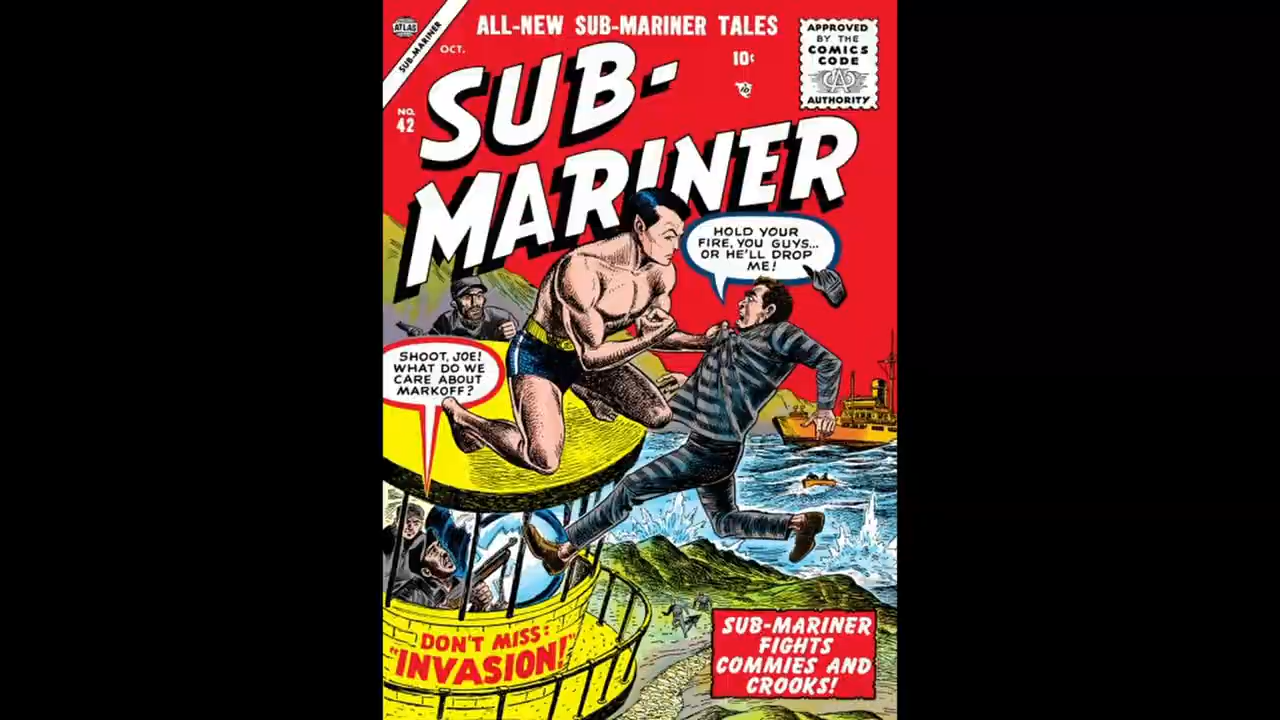 ATLAS
SUB-MARINER
ALL-NEW SUB-MARINER TALES
OCT.
10¢
APPROVED
BY THE
COMICS
CODE
CA
AUTHORITY
NO.
42
SUB-
MARINER
HOLD YOUR
FIRE, YOU GUYS...
OR HE'LL DROP
ME!
SHOOT, JOE!
WHAT DO WE
CARE ABOUT
MARKOFF?
DON'T MISS:
"INVASION!"
SUB-MARINER
FIGHTS
COMMIES AND
CROOKS!